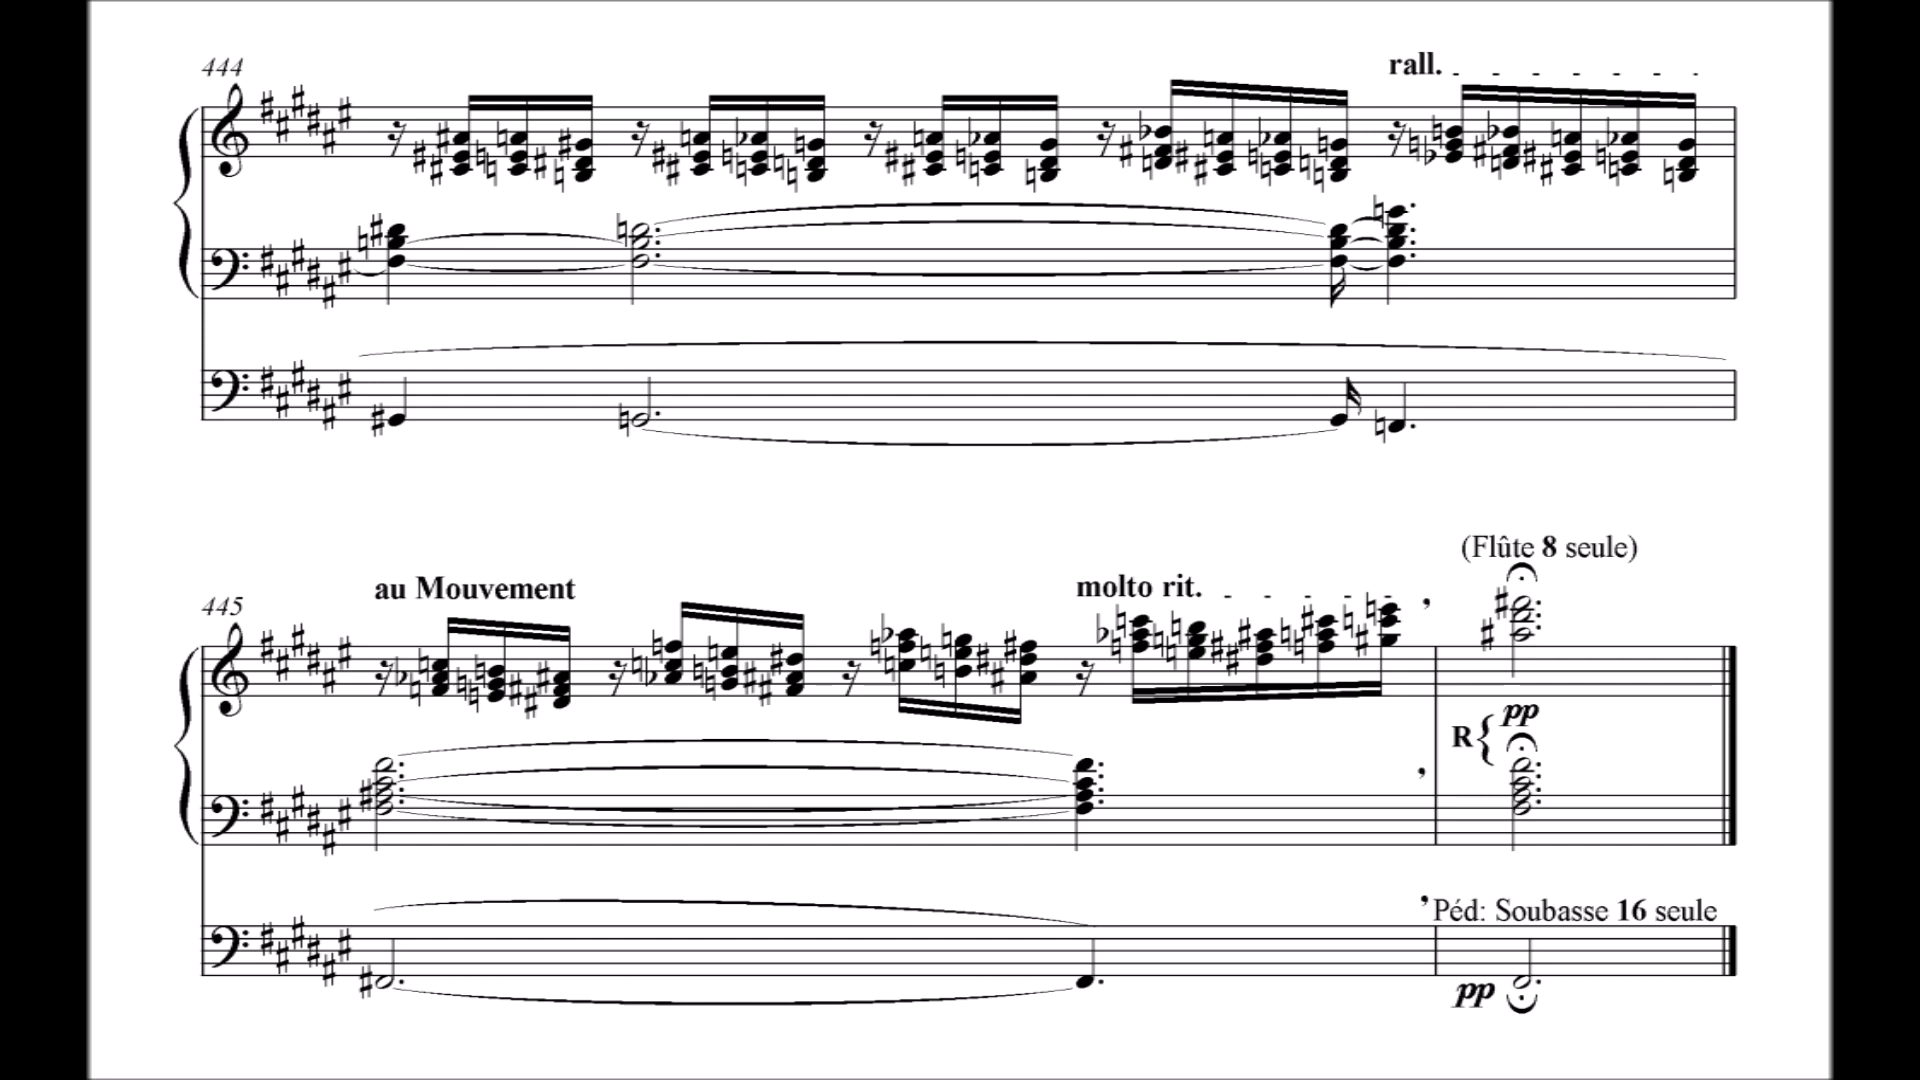 444
rall.
(Flûte 8 seule)
au Mouvement
molto rit.
445
pp
R
Péd: Soubasse 16 seule
pp